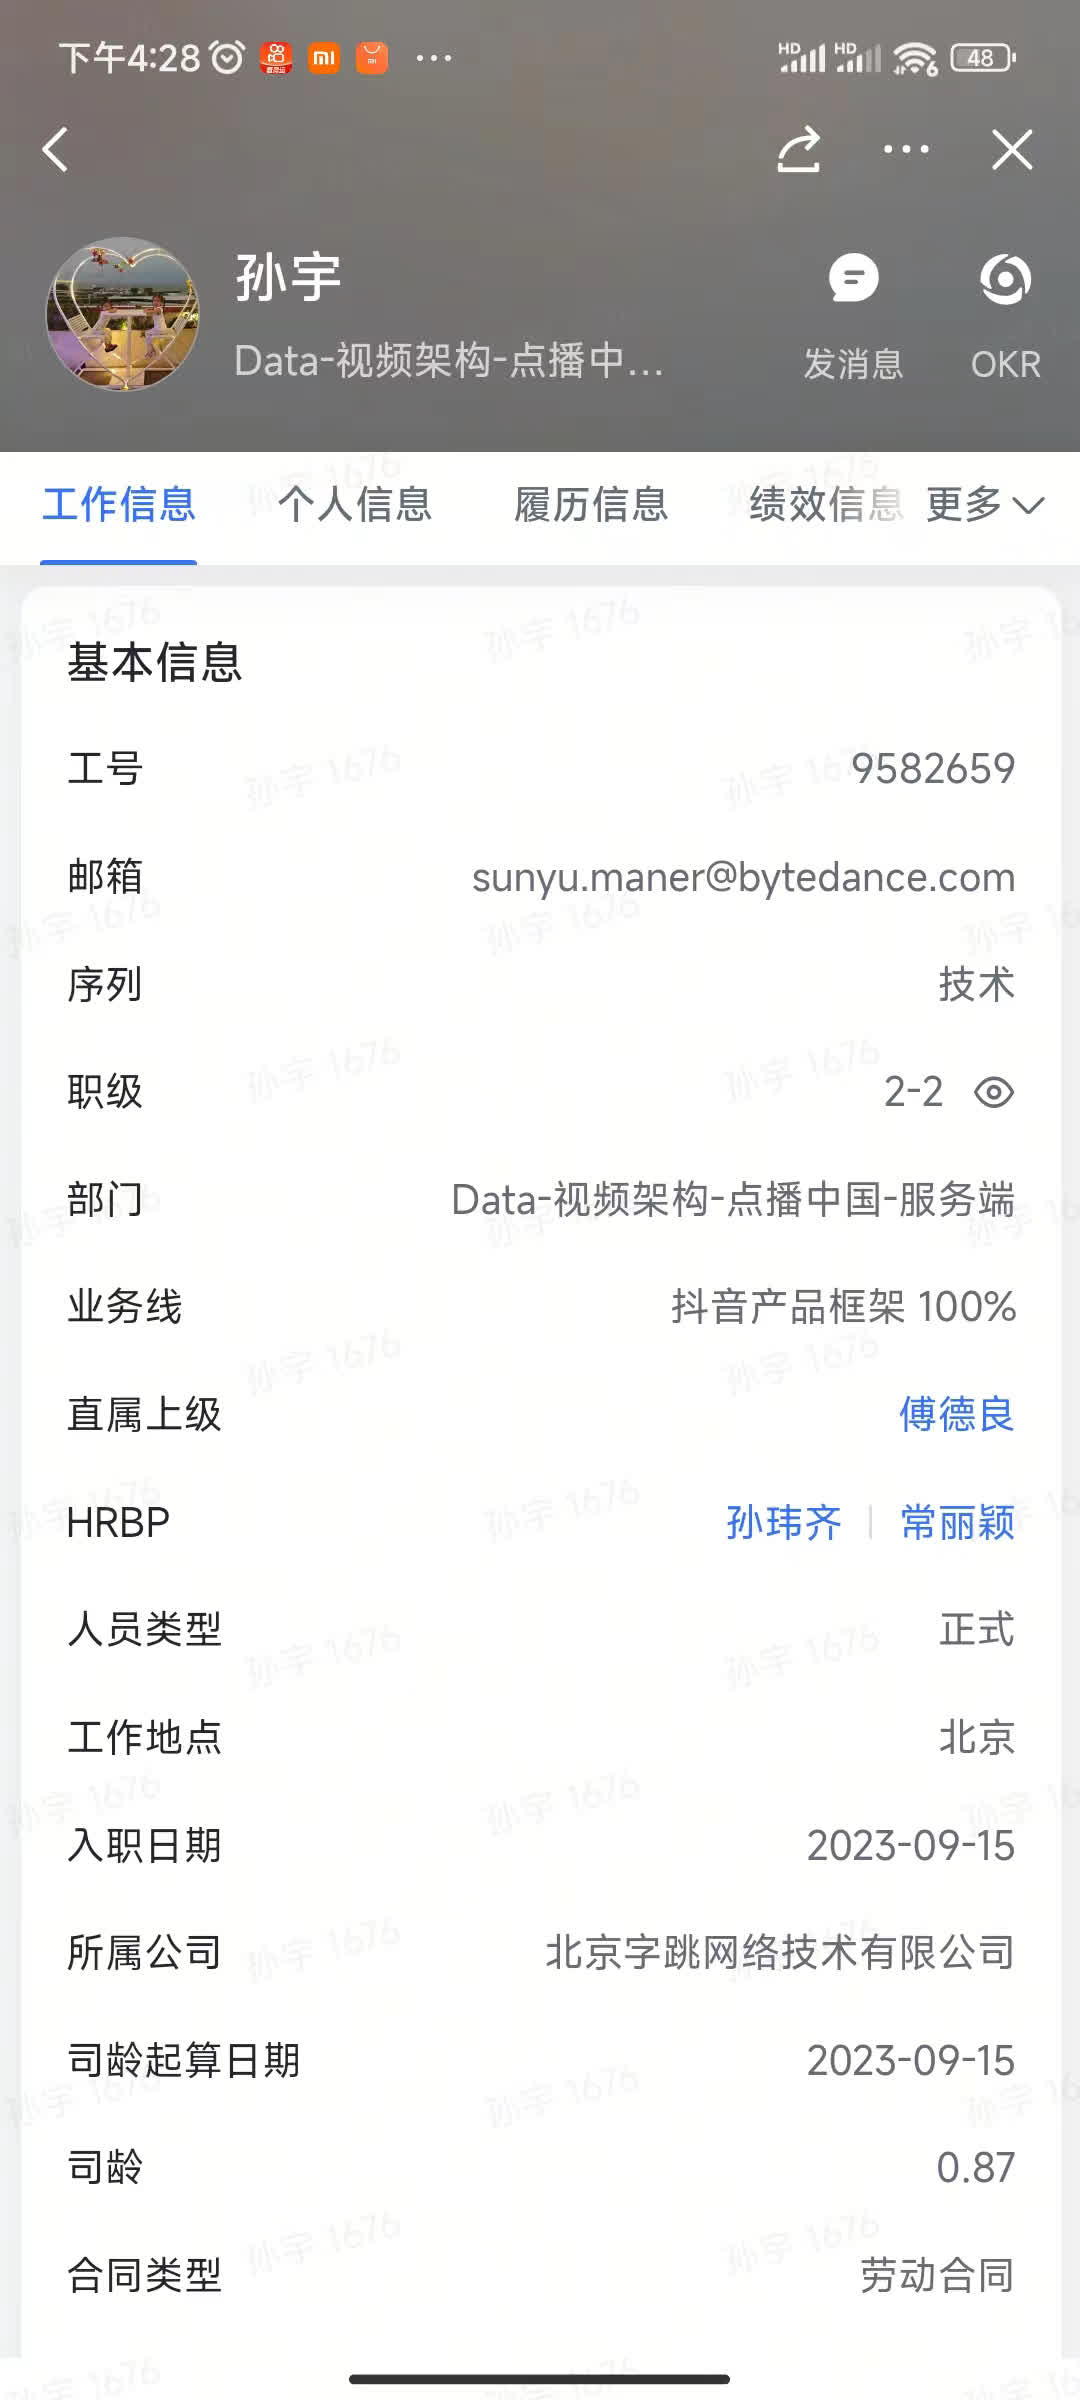 下午4:28
HD HD 6 48
孙宇
Data-视频架构-点播中...
发消息
OKR
工作信息 个人信息 履历信息 绩效信息 更多
基本信息
工号 9582659
邮箱 sunyu.maner@bytedance.com
序列 技术
职级 2-2
部门 Data-视频架构-点播中国-服务端
业务线 抖音产品框架 100%
直属上级 傅德良
HRBP 孙玮齐 | 常丽颖
人员类型 正式
工作地点 北京
入职日期 2023-09-15
所属公司 北京字跳网络技术有限公司
司龄起算日期 2023-09-15
司龄 0.87
合同类型 劳动合同
孙宇 1676